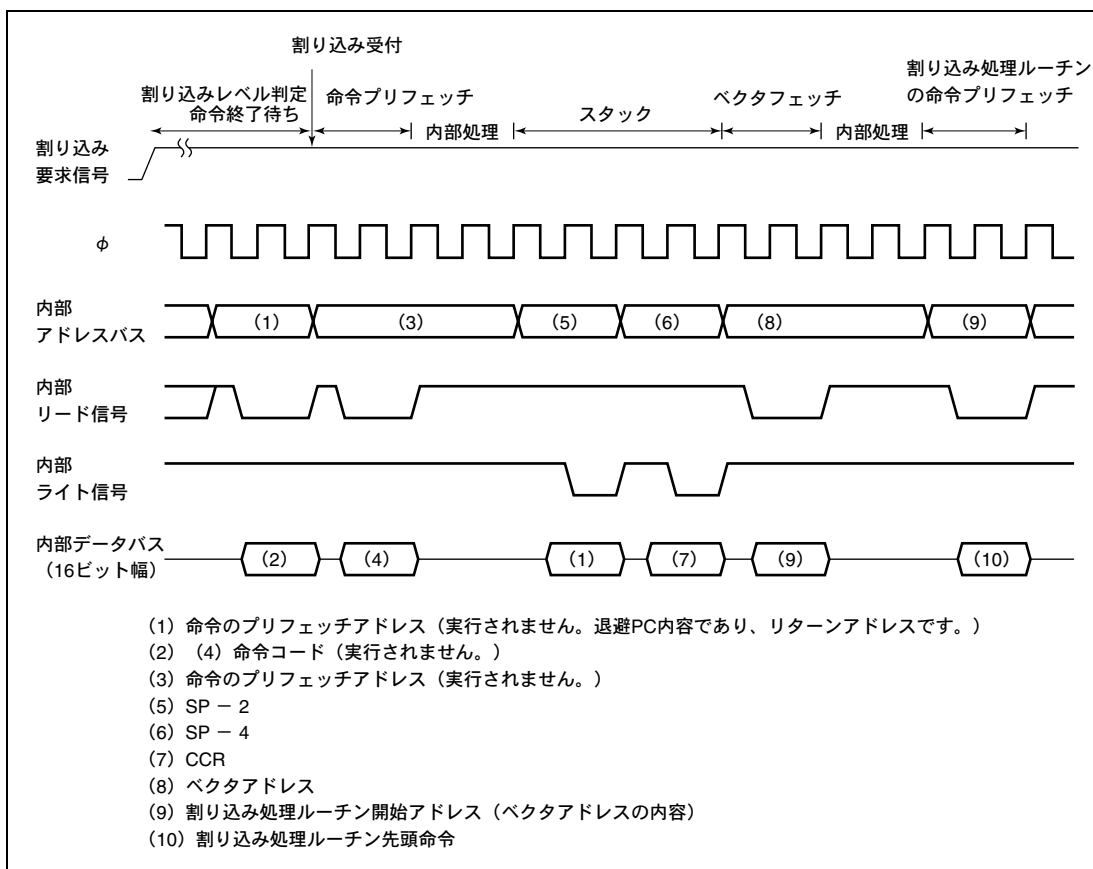 割り込み受付
割り込みレベル判定
命令終了待ち
命令プリフェッチ
内部処理
スタック
ベクタフェッチ
内部処理
割り込み処理ルーチン
の命令プリフェッチ
割り込み
要求信号
φ
内部
アドレスバス
(1) (3) (5) (6) (8) (9)
内部
リード信号
内部
ライト信号
内部データバス
（16ビット幅）
(2) (4) (1) (7) (9) (10)
（1）命令のプリフェッチアドレス（実行されません。退避PC内容であり、リターンアドレスです。）
（2）（4）命令コード（実行されません。）
（3）命令のプリフェッチアドレス（実行されません。）
（5）SP － 2
（6）SP － 4
（7）CCR
（8）ベクタアドレス
（9）割り込み処理ルーチン開始アドレス（ベクタアドレスの内容）
（10）割り込み処理ルーチン先頭命令